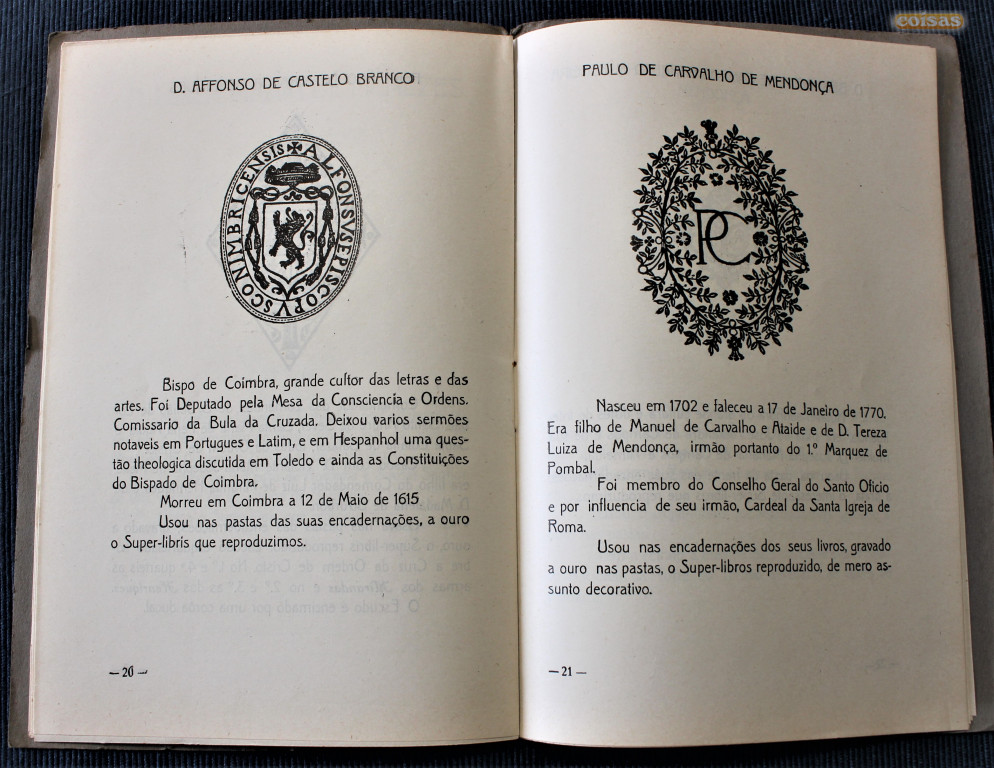 coisas
D. AFFONSO DE CASTELO BRANCO
ALFONSVS EPISCOPVS CONIMBRICENSIS
Bispo de Coimbra, grande cultor das letras e das
artes. Foi Deputado pela Mesa da Consciencia e Ordens.
Comissario da Bula da Cruzada. Deixou varios sermões
notaveis em Portugues e Latim, e em Hespanhol uma ques-
tão theologica discutida em Toledo e ainda as Constituições
do Bispado de Coimbra.
Morreu em Coimbra a 12 de Maio de 1615.
Usou nas pastas das suas encadernações, a ouro
o Super-libris que reproduzimos.
— 20 —
PAULO DE CARVALHO DE MENDONÇA
PC
Nasceu em 1702 e faleceu a 17 de Janeiro de 1770.
Era filho de Manuel de Carvalho e Ataide e de D. Tereza
Luiza de Mendonça, irmão portanto do 1.º Marquez de
Pombal.
Foi membro do Conselho Geral do Santo Oficio
e por influencia de seu irmão, Cardeal da Santa Igreja de
Roma.
Usou nas encadernações dos seus livros, gravado
a ouro nas pastas, o Super-libros reproduzido, de mero as-
sunto decorativo.
— 21 —